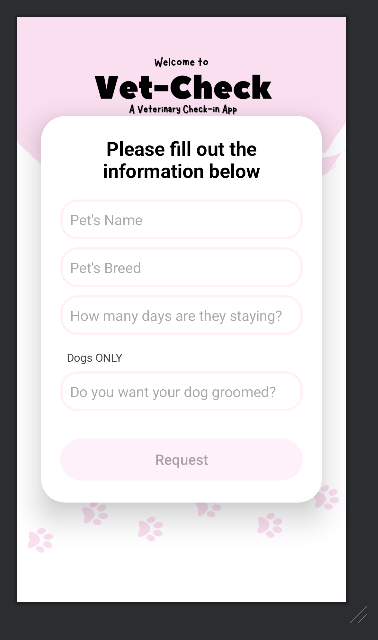 Welcome to
Vet-Check
A Veterinary Check-in App
Please fill out the
information below
Pet's Name
Pet's Breed
How many days are they staying?
Dogs ONLY
Do you want your dog groomed?
Request